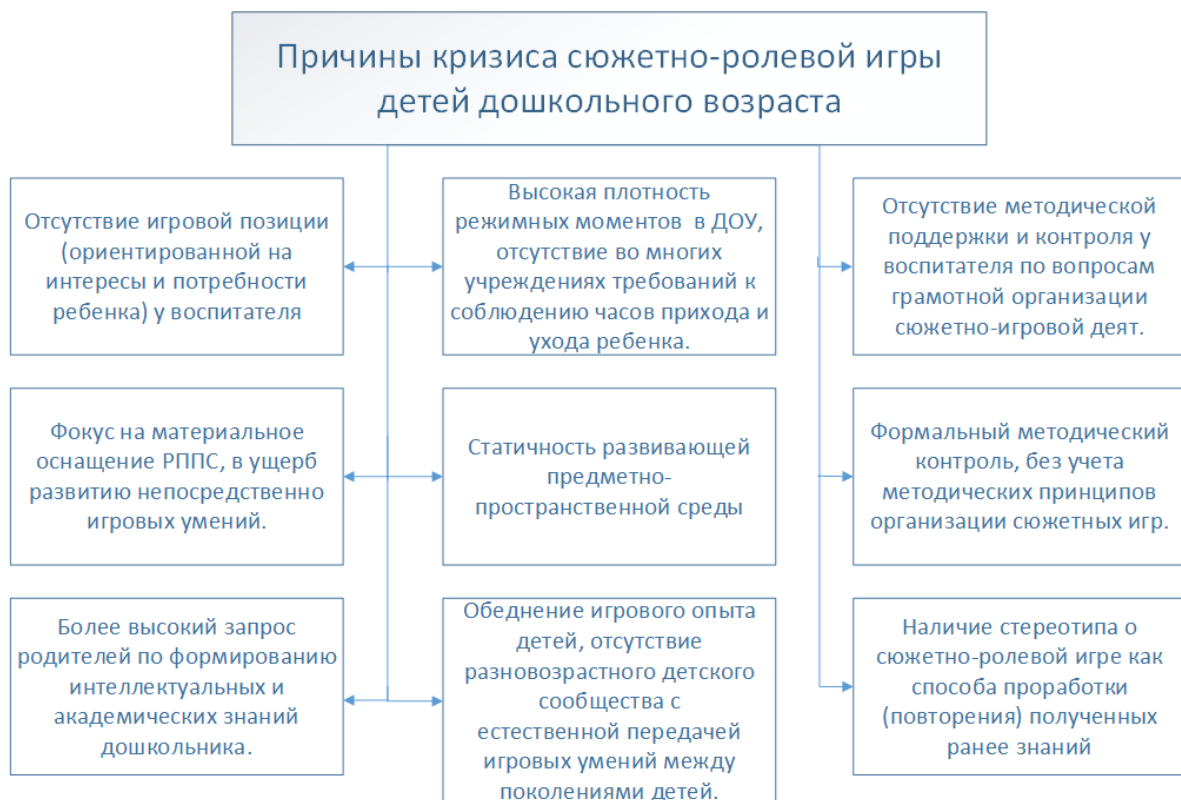 Причины кризиса сюжетно-ролевой игры
детей дошкольного возраста
Отсутствие игровой позиции
(ориентированной на
интересы и потребности
ребенка) у воспитателя
Высокая плотность
режимных моментов в ДОУ,
отсутствие во многих
учреждениях требований к
соблюдению часов прихода и
ухода ребенка.
Отсутствие методической
поддержки и контроля у
воспитателя по вопросам
грамотной организации
сюжетно-игровой деят.
Фокус на материальное
оснащение РППС, в ущерб
развитию непосредственно
игровых умений.
Статичность развивающей
предметно-
пространственной среды
Формальный методический
контроль, без учета
методических принципов
организации сюжетных игр.
Более высокий запрос
родителей по формированию
интеллектуальных и
академических знаний
дошкольника.
Обеднение игрового опыта
детей, отсутствие
разновозрастного детского
сообщества с
естественной передачей
игровых умений между
поколениями детей.
Наличие стереотипа о
сюжетно-ролевой игре как
способа проработки
(повторения) полученных
ранее знаний